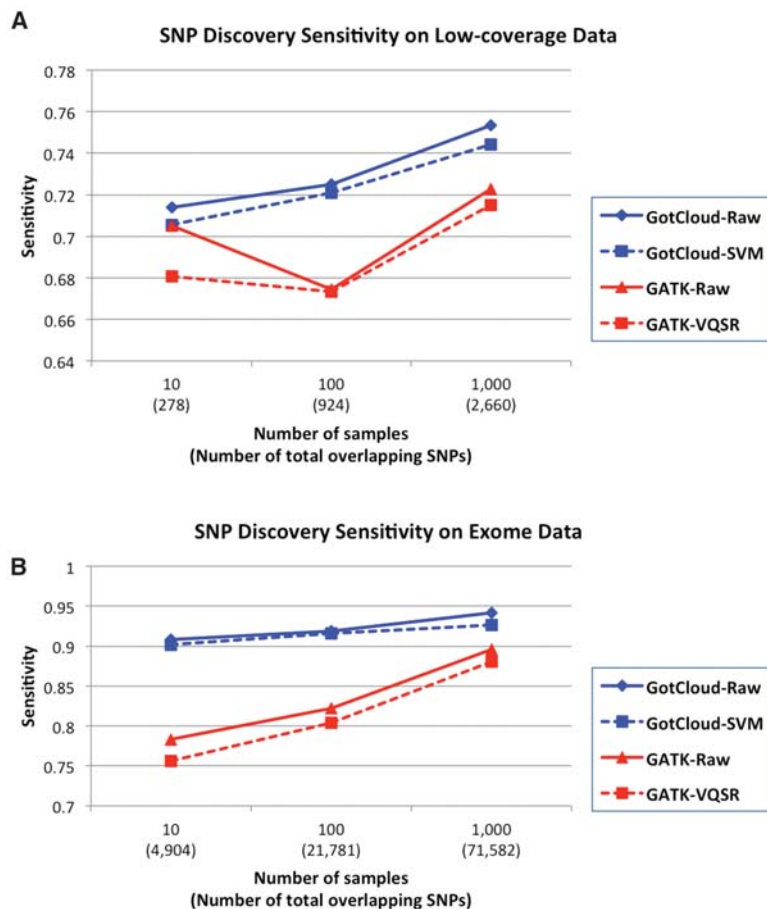 A
SNP Discovery Sensitivity on Low-coverage Data
0.78
0.76
0.74
0.72
0.7
0.68
0.66
0.64
Sensitivity
10
(278)
100
(924)
1,000
(2,660)
Number of samples
(Number of total overlapping SNPs)
GotCloud-Raw
GotCloud-SVM
GATK-Raw
GATK-VQSR
SNP Discovery Sensitivity on Exome Data
B
1
0.95
0.9
0.85
0.8
0.75
0.7
Sensitivity
10
(4,904)
100
(21,781)
1,000
(71,582)
Number of samples
(Number of total overlapping SNPs)
GotCloud-Raw
GotCloud-SVM
GATK-Raw
GATK-VQSR